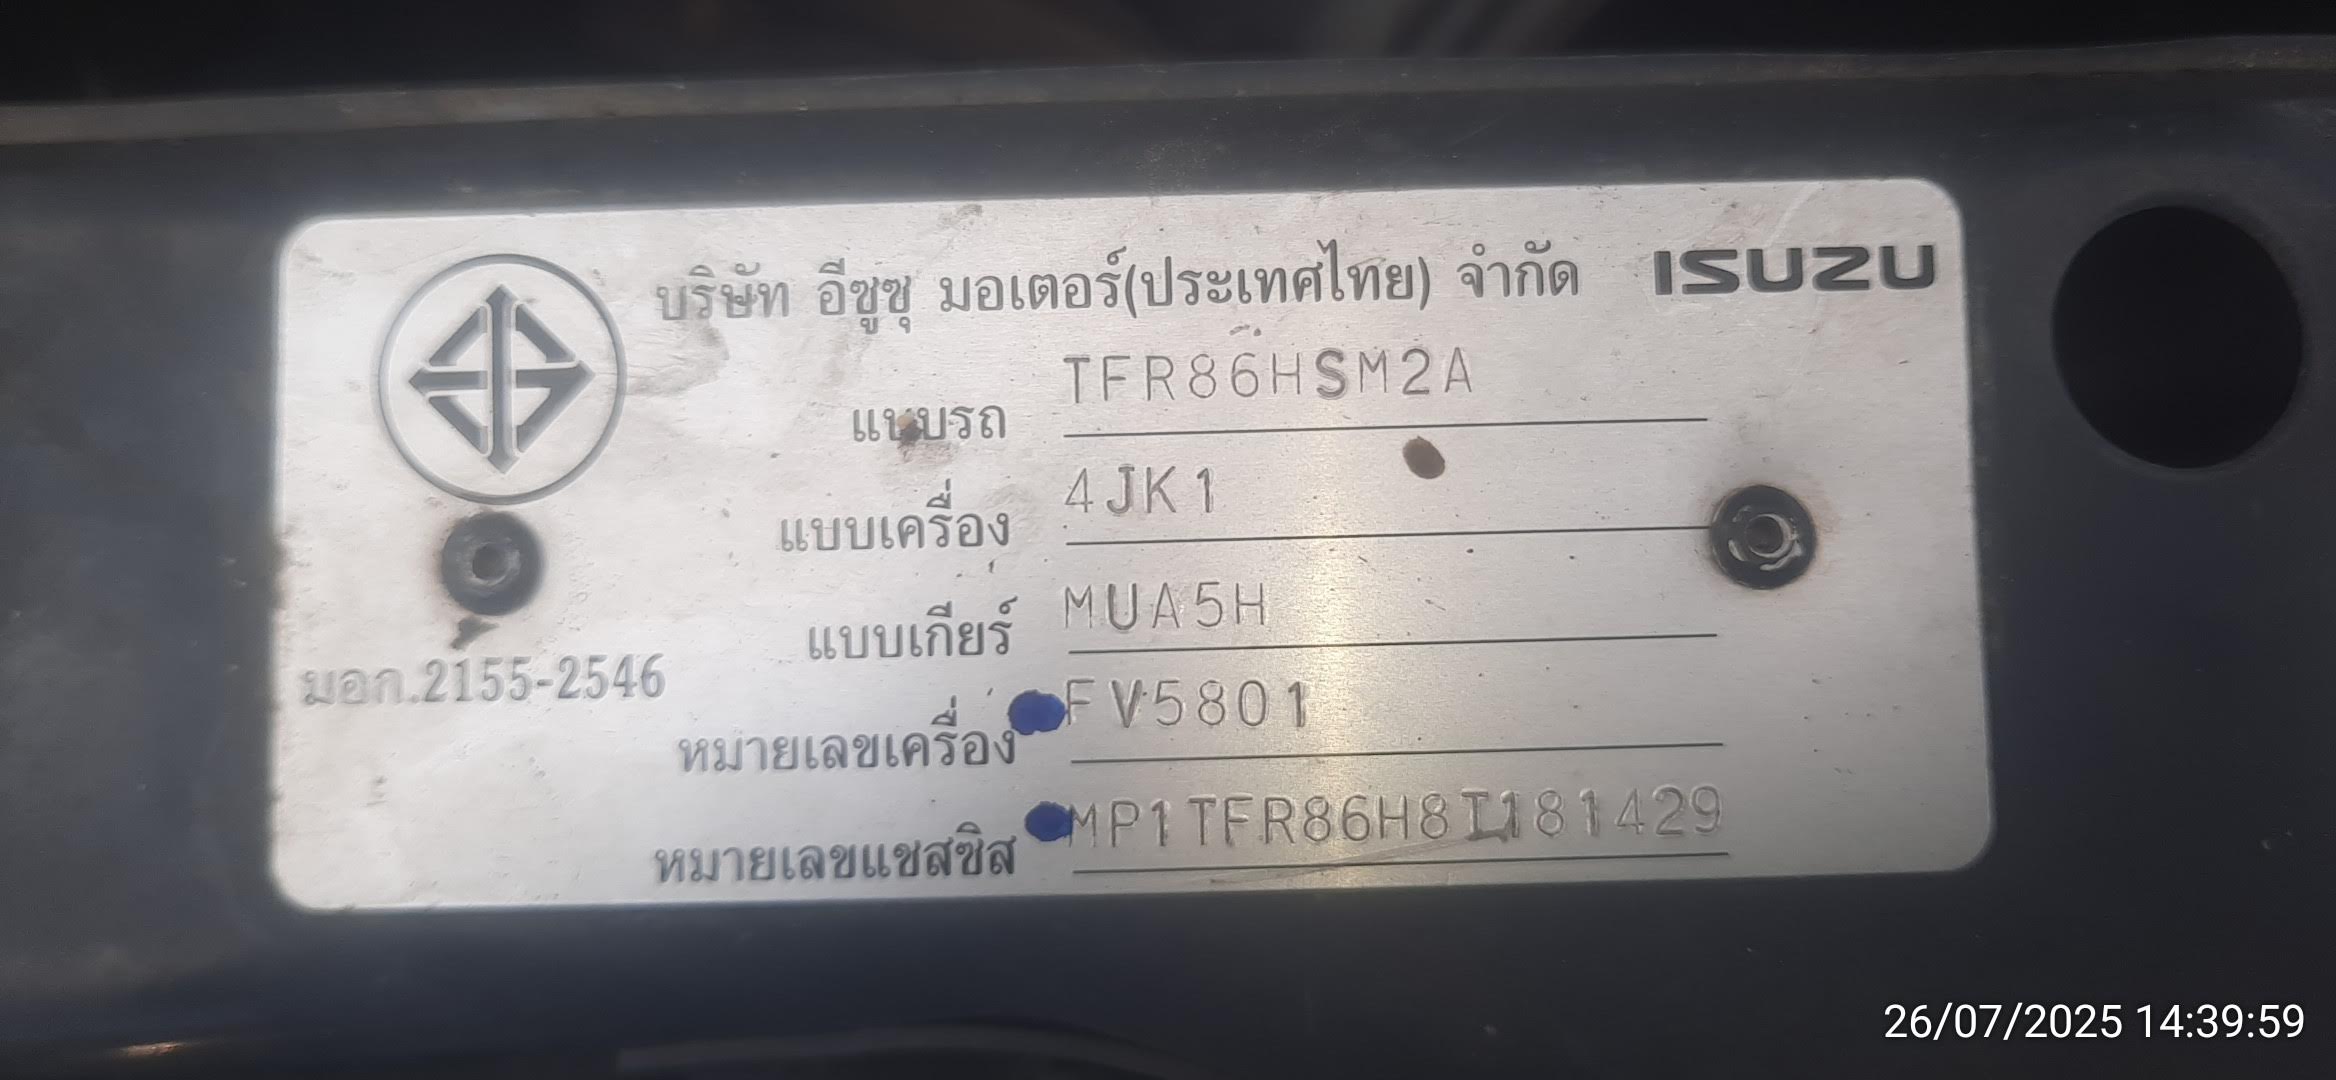 บริษัท อีซูซุ มอเตอร์(ประเทศไทย) จำกัด ISUZU
แบบรถ TFR86HSM2A
แบบเครื่อง 4JK1
แบบเกียร์ MUA5H
มอก.2155-2546
หมายเลขเครื่อง FV5801
หมายเลขแชสซิส MP1TFR86H8T181429
26/07/2025 14:39:59